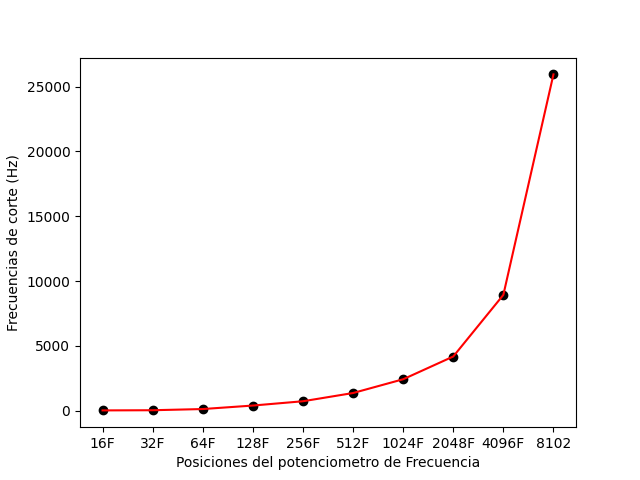 Frecuencias de corte (Hz)
25000
20000
15000
10000
5000
0
16F 32F 64F 128F 256F 512F 1024F 2048F 4096F 8102
Posiciones del potenciometro de Frecuencia